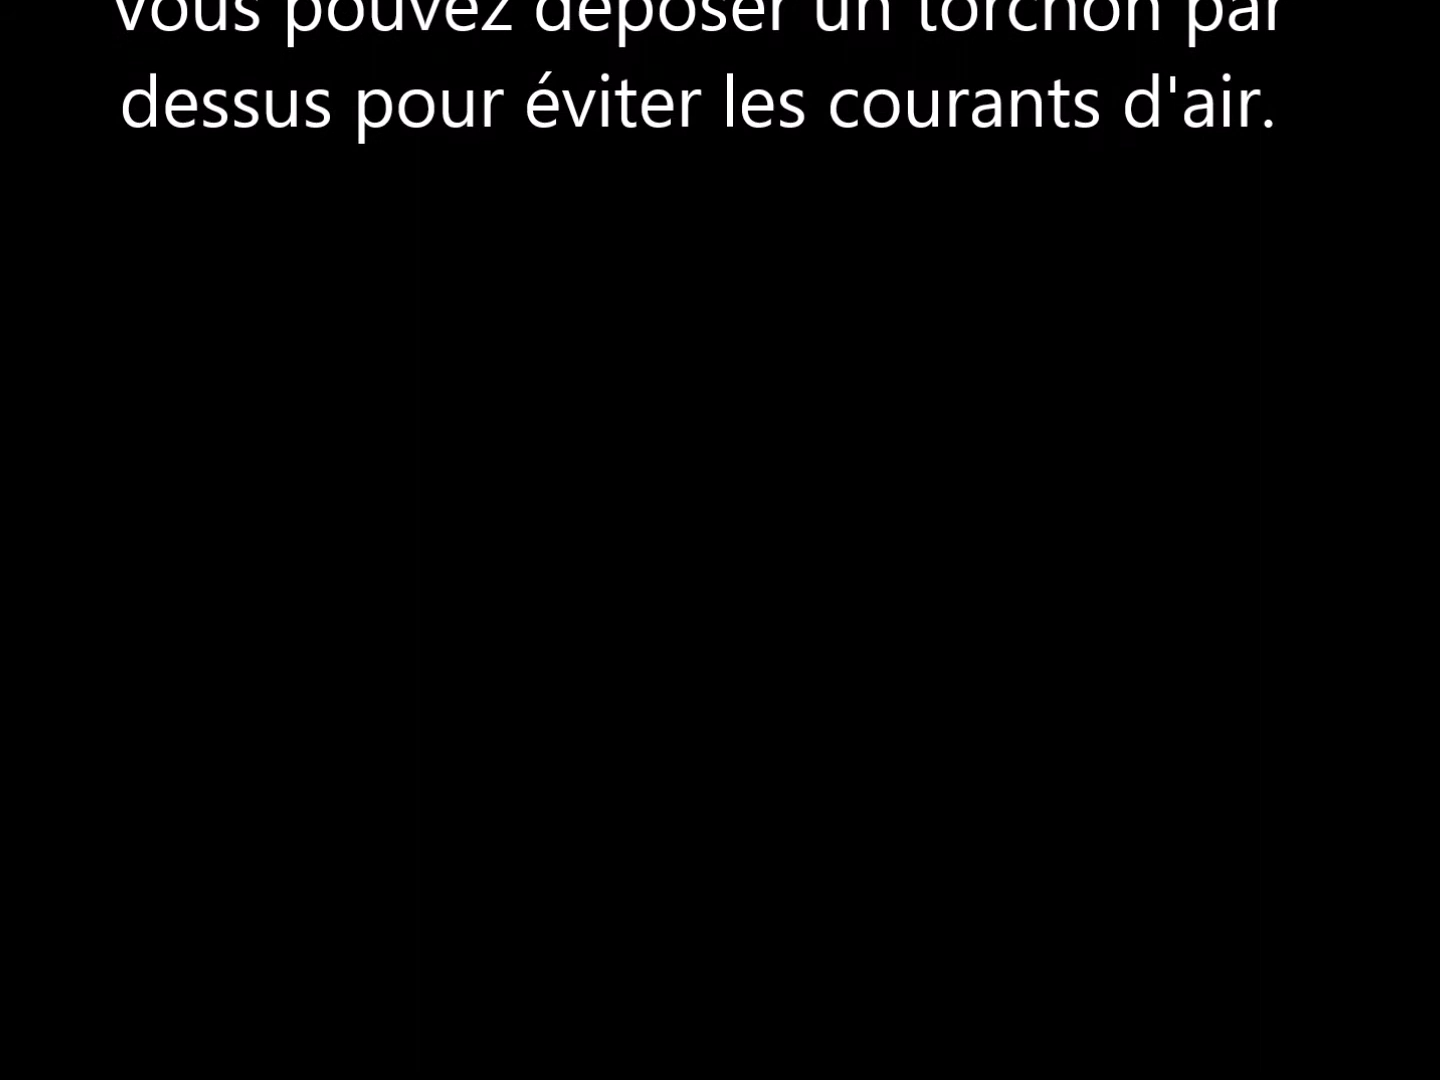 vous pouvez déposer un torchon par
dessus pour éviter les courants d'air.